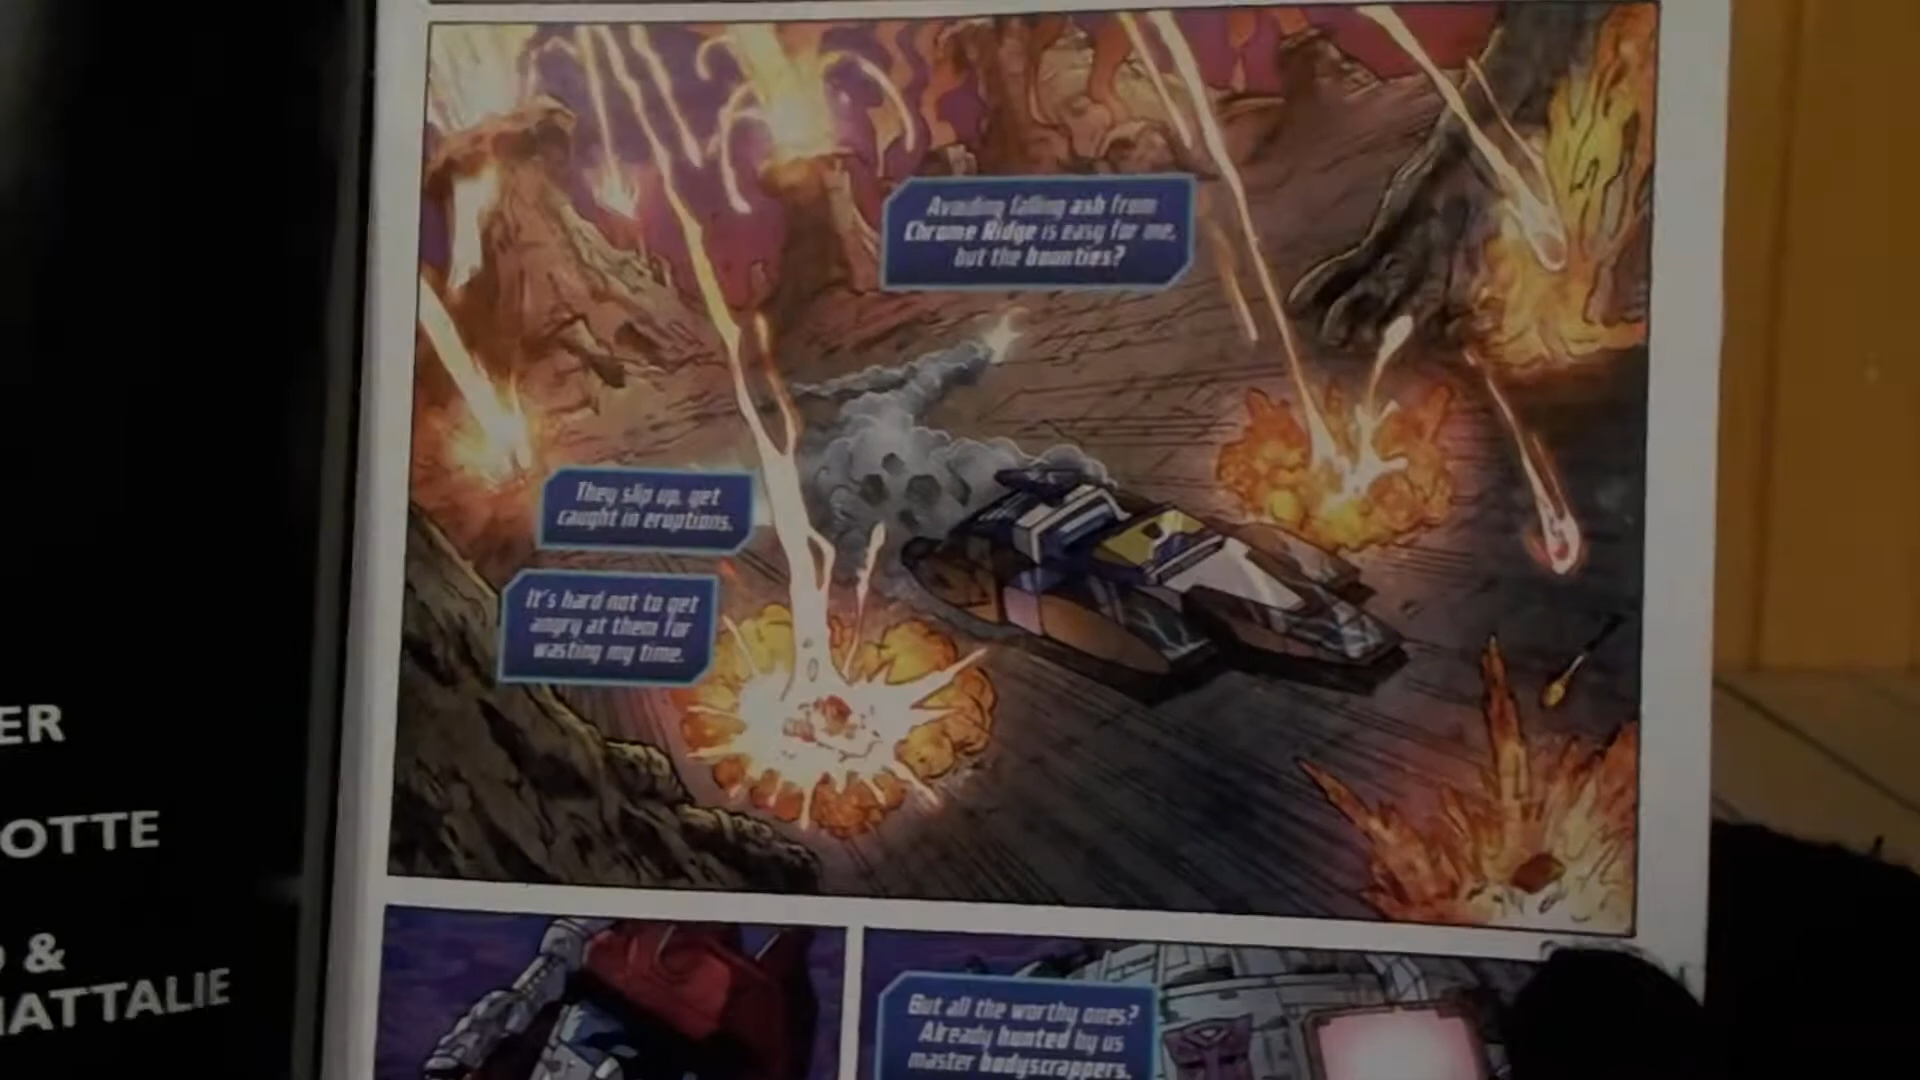 Avoiding falling ash from
Chrome Ridge is easy for me,
but the bounties?
They slip up, get
caught in eruptions.
It's hard not to get
angry at them for
wasting my time.
But all the worthy ones?
Already hunted by us
master bodyscrappers.
ER
OTTE
&
HATTALIE